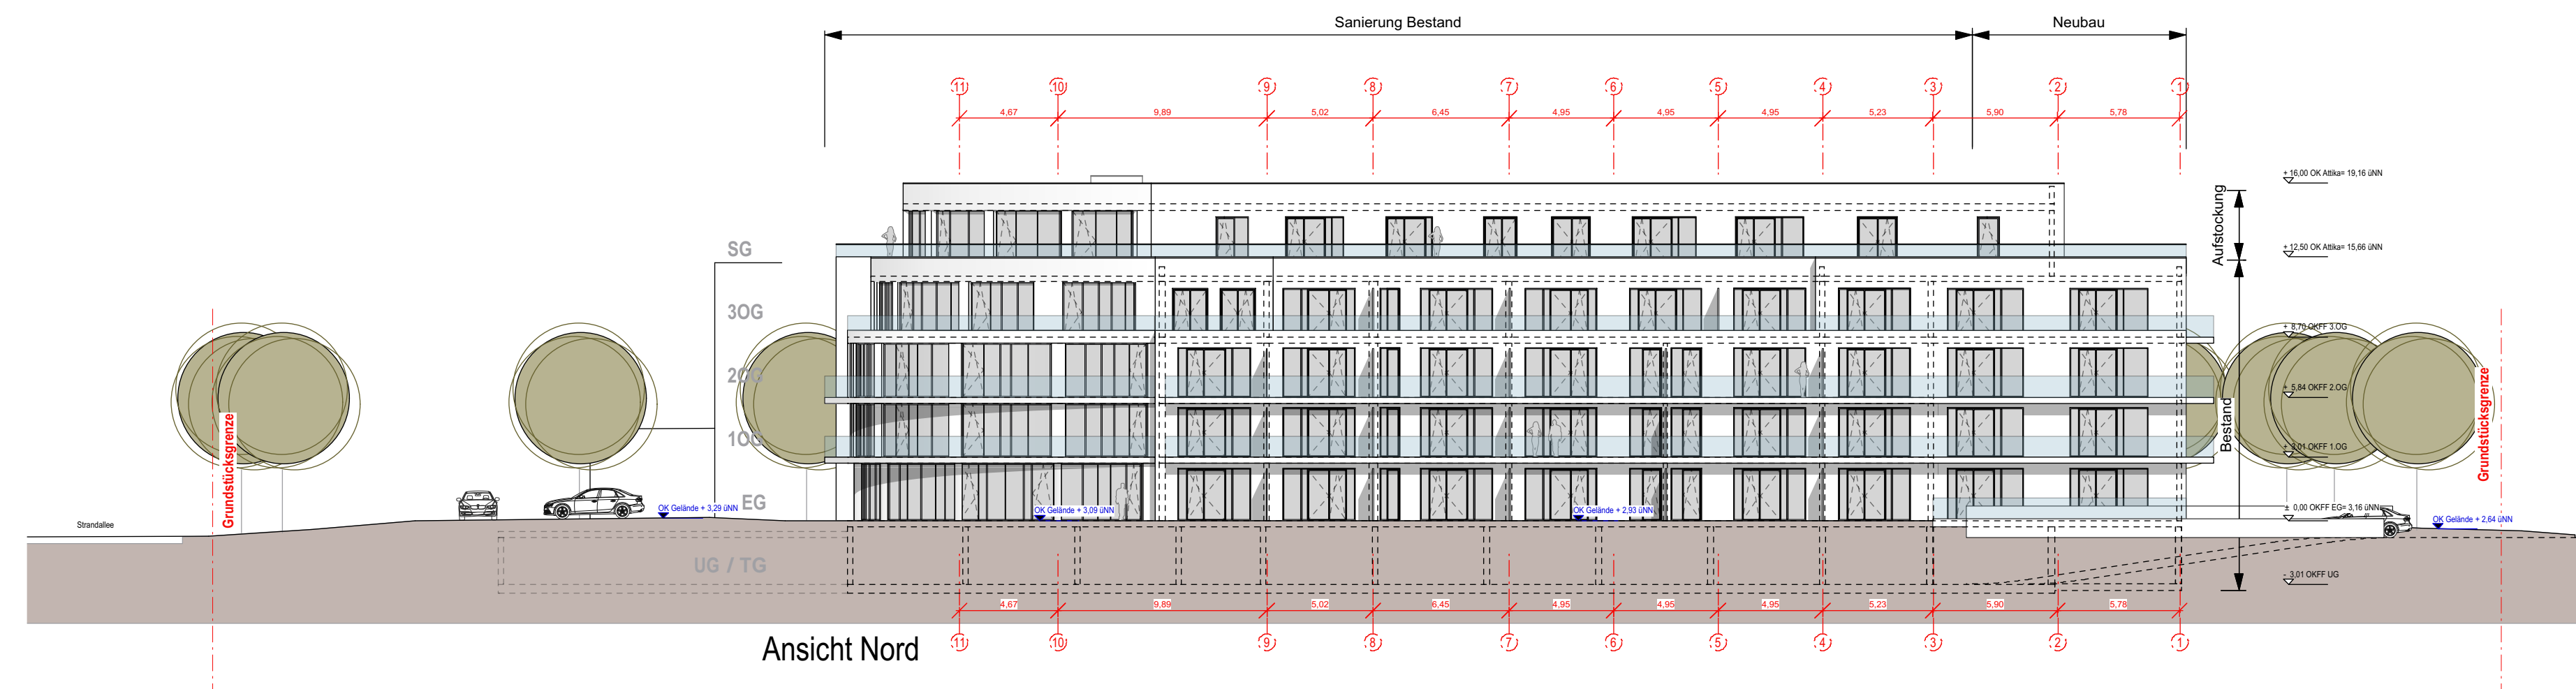 Sanierung Bestand
Neubau
11 10 9 8 7 6 5 4 3 2 1
4,67 9,89 5,02 6,45 4,95 4,95 4,95 5,23 5,90 5,78
+ 16,00 OK Attika= 19,16 üNN
Aufstockung
SG
+ 12,50 OK Attika= 15,66 üNN
3OG
+ 8,70 OKFF 3.OG
2OG
+ 5,84 OKFF 2.OG
Grundstücksgrenze
Grundstücksgrenze
Bestand
1OG
+ 3,01 OKFF 1.OG
EG
OK Gelände + 3,29 üNN
OK Gelände + 3,09 üNN
OK Gelände + 2,93 üNN
± 0,00 OKFF EG= 3,16 üNN
OK Gelände + 2,64 üNN
Strandallee
UG / TG
- 3,01 OKFF UG
4,67 9,89 5,02 6,45 4,95 4,95 4,95 5,23 5,90 5,78
11 10 9 8 7 6 5 4 3 2 1
Ansicht Nord